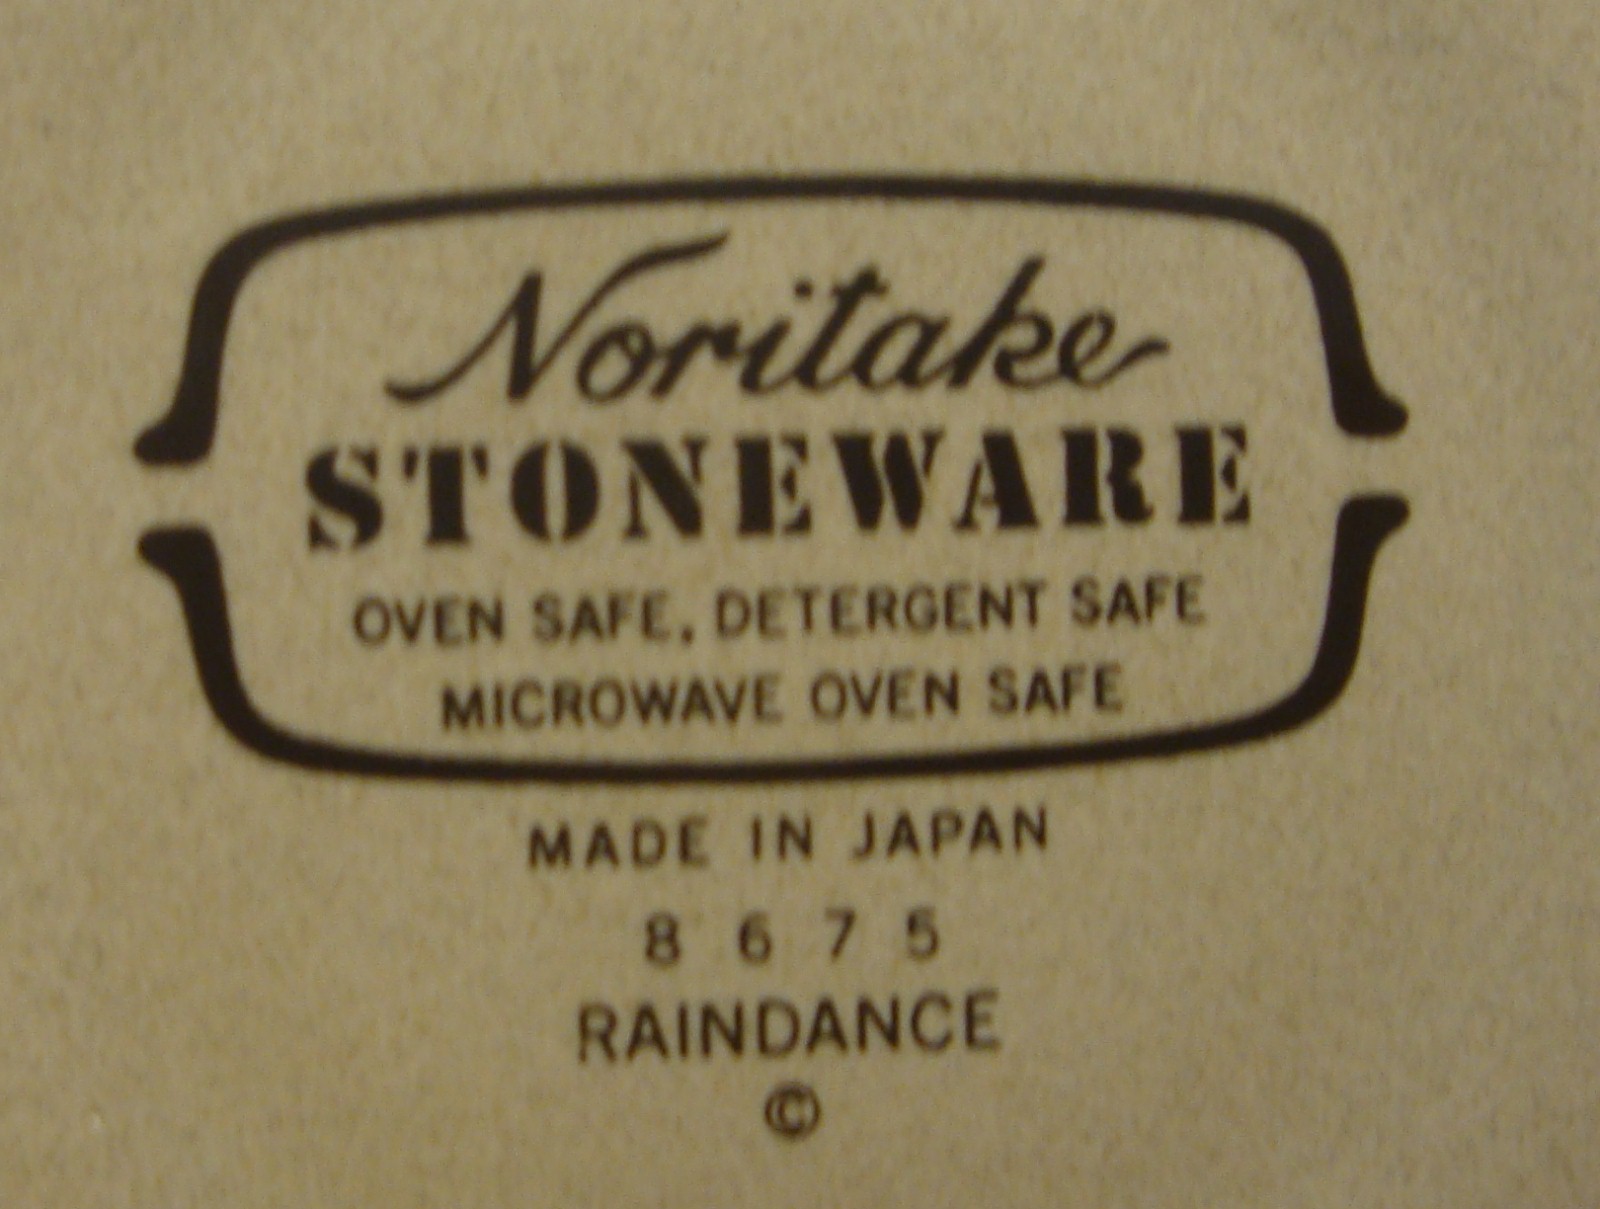 Noritake
STONEWARE
OVEN SAFE, DETERGENT SAFE
MICROWAVE OVEN SAFE
MADE IN JAPAN
8 6 7 5
RAINDANCE
©